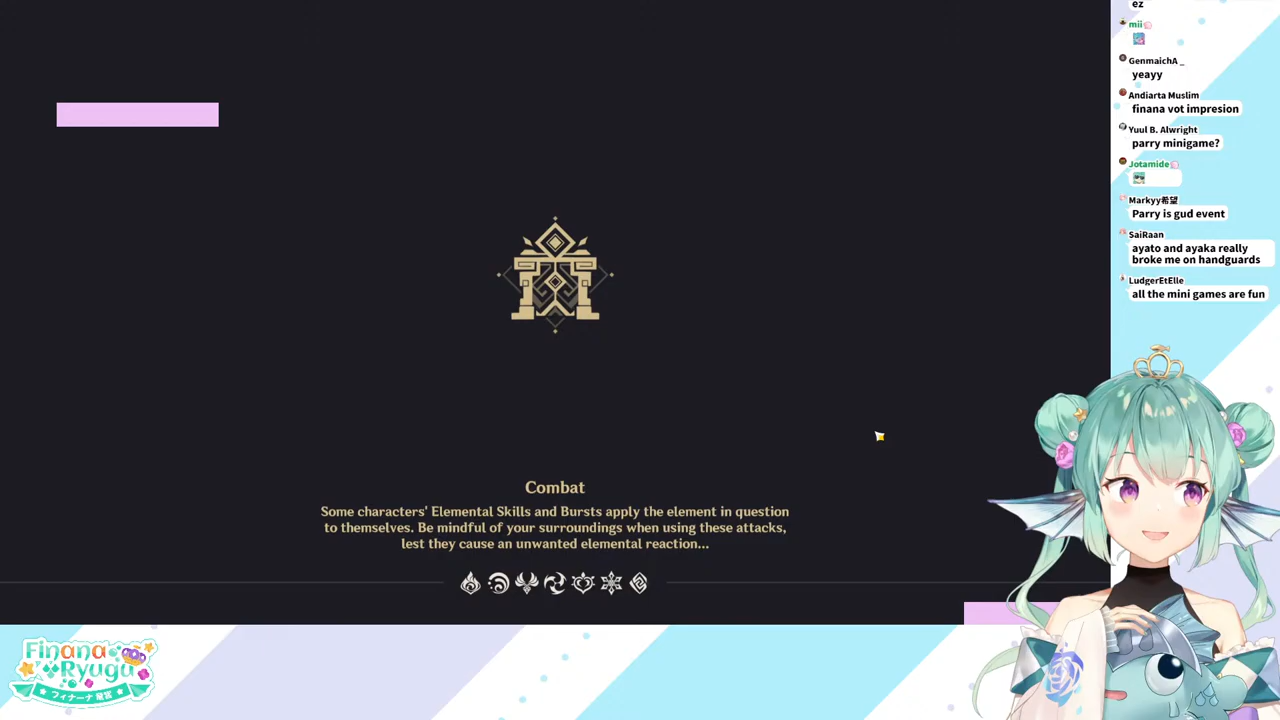 ez
mii
GenmaichA _
yeayy
Andiarta Muslim
finana vot impresion
Yuul B. Alwright
parry minigame?
Jotamide
Markyy希望
Parry is gud event
SaiRaan
ayato and ayaka really
broke me on handguards
LudgerEtElle
all the mini games are fun
Combat
Some characters' Elemental Skills and Bursts apply the element in question
to themselves. Be mindful of your surroundings when using these attacks,
lest they cause an unwanted elemental reaction...
Finana
Ryugu
フィナーナ竜宮